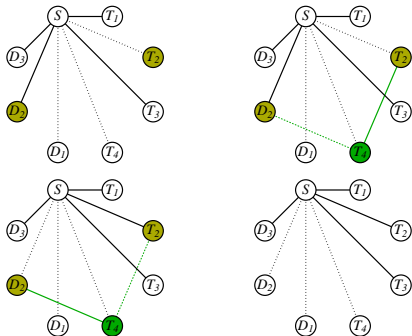 S T₁ S T₁
D₃ T₂ D₃ T₂
D₂ T₃ D₂ T₃
D₁ T₄ D₁ T₄
S T₁ S T₁
D₃ T₂ D₃ T₂
D₂ T₃ D₂ T₃
D₁ T₄ D₁ T₄